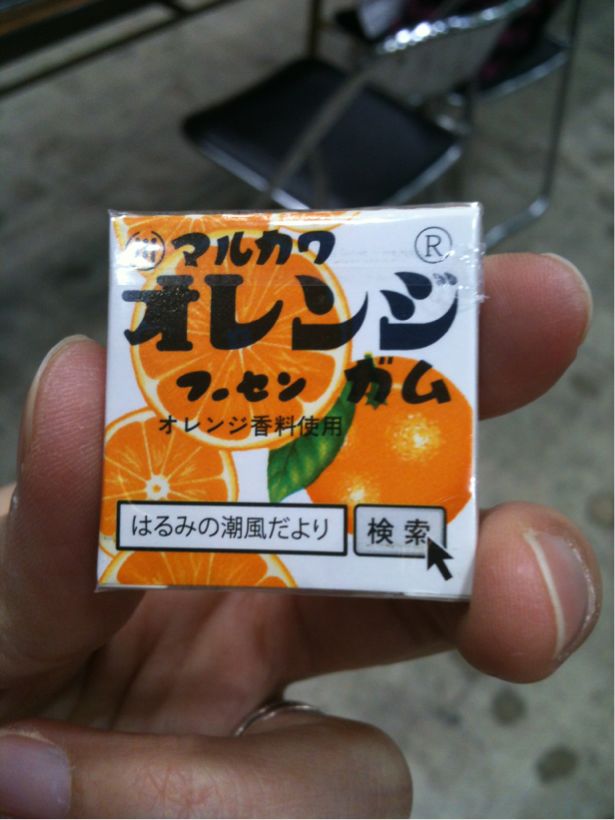 マルカワ ®
オレンジ
フーセン ガム
オレンジ香料使用
はるみの潮風だより 検索